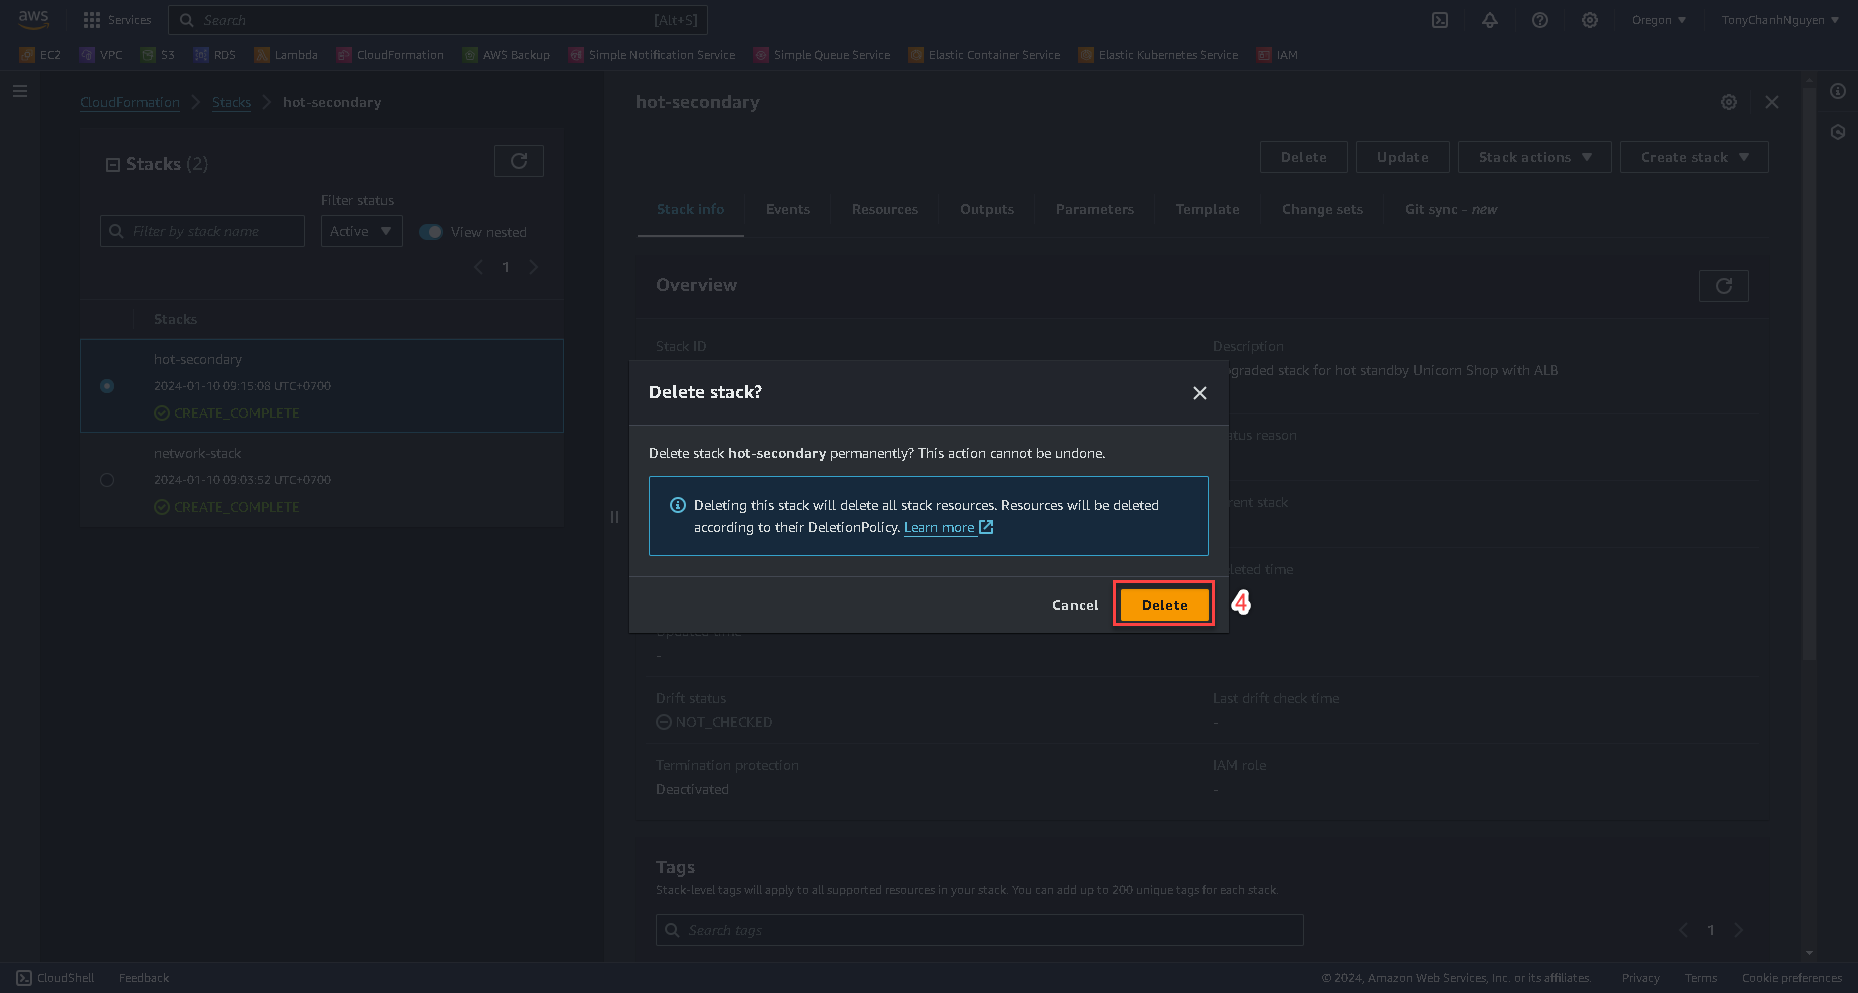 aws
Services
Search
[Alt+S]
Oregon
TonyChanhNguyen
EC2
VPC
S3
RDS
Lambda
CloudFormation
AWS Backup
Simple Notification Service
Simple Queue Service
Elastic Container Service
Elastic Kubernetes Service
IAM
CloudFormation
Stacks
hot-secondary
Stacks (2)
Filter status
Filter by stack name
Active
View nested
1
Stacks
hot-secondary
2024-01-10 09:15:08 UTC+0700
CREATE_COMPLETE
network-stack
2024-01-10 09:03:52 UTC+0700
CREATE_COMPLETE
hot-secondary
Delete
Update
Stack actions
Create stack
Stack info
Events
Resources
Outputs
Parameters
Template
Change sets
Git sync - new
Overview
Stack ID
Description
graded stack for hot standby Unicorn Shop with ALB
Delete stack?
atus reason
Delete stack hot-secondary permanently? This action cannot be undone.
Deleting this stack will delete all stack resources. Resources will be deleted
according to their DeletionPolicy. Learn more
rent stack
leted time
Cancel
Delete
4
Updated time
-
Drift status
NOT_CHECKED
Last drift check time
-
Termination protection
Deactivated
IAM role
-
Tags
Stack-level tags will apply to all supported resources in your stack. You can add up to 200 unique tags for each stack.
Search tags
1
CloudShell
Feedback
© 2024, Amazon Web Services, Inc. or its affiliates.
Privacy
Terms
Cookie preferences